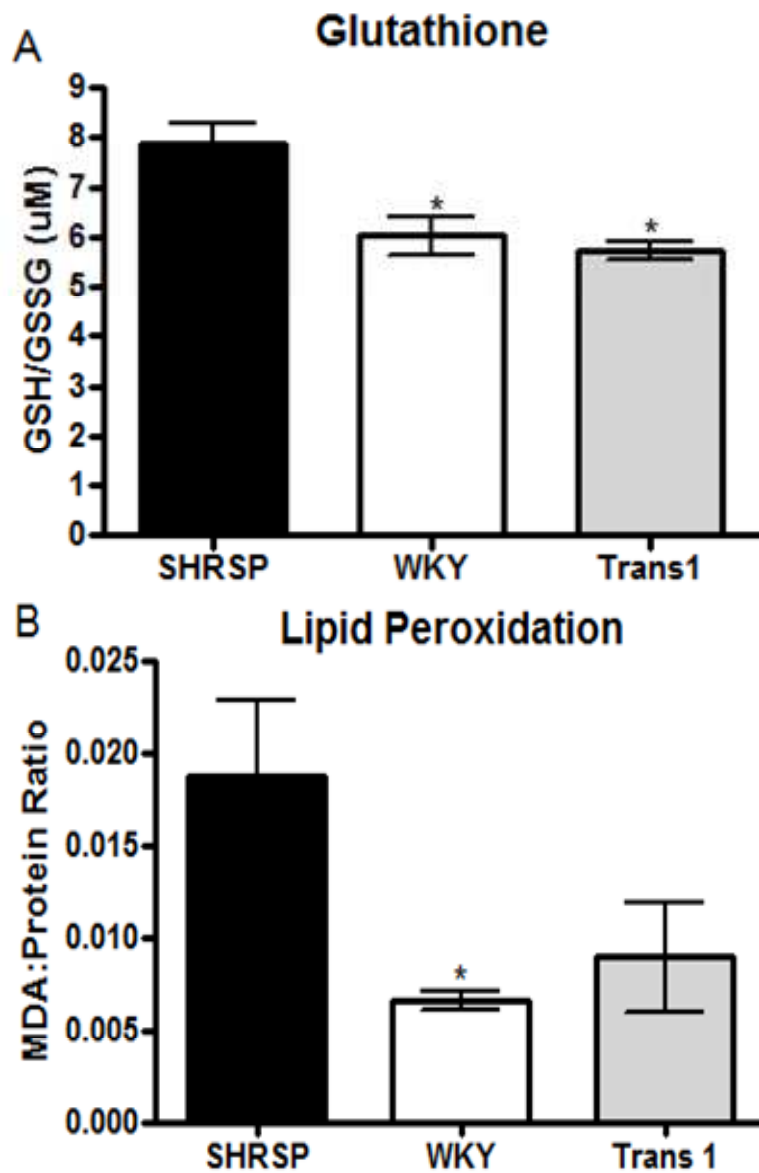 A
Glutathione
GSH/GSSG (uM)
9
8
7
6
5
4
3
2
1
0
*
*
SHRSP WKY Trans1
B
Lipid Peroxidation
MDA:Protein Ratio
0.025
0.020
0.015
0.010
0.005
0.000
*
SHRSP WKY Trans 1